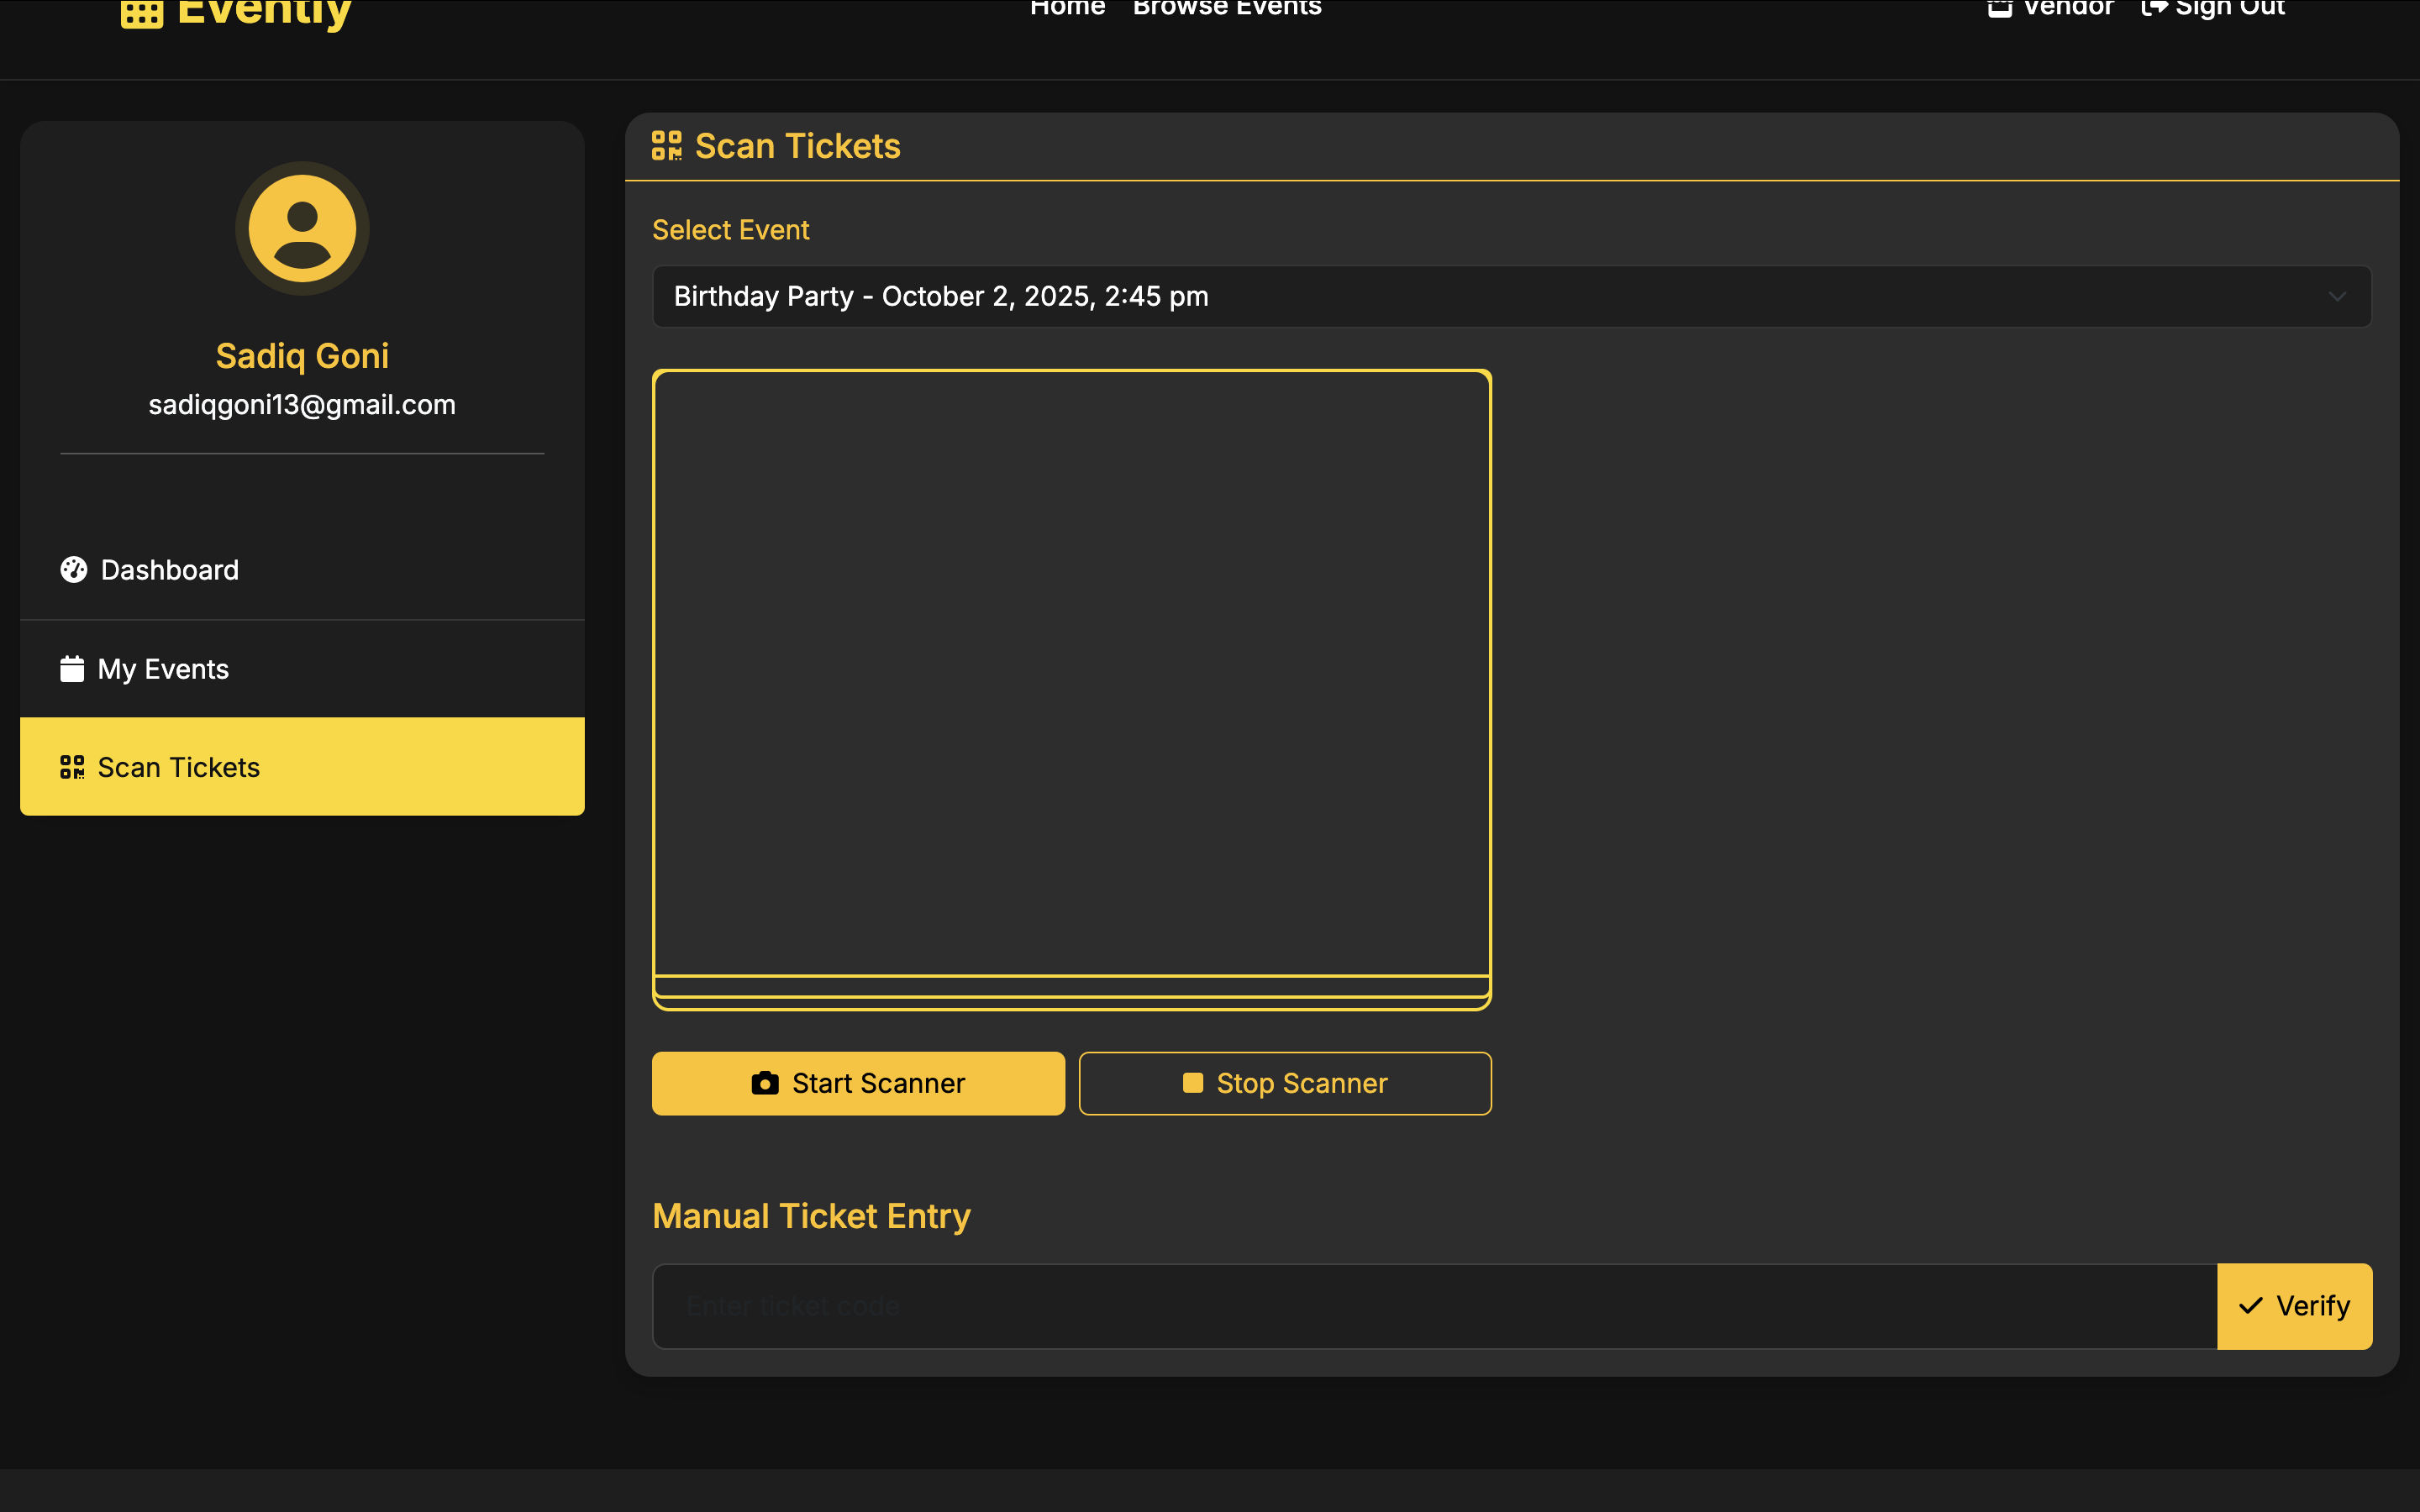 Evently
Home Browse Events
Vendor Sign Out
Scan Tickets
Sadiq Goni
sadiqgoni13@gmail.com
Dashboard
My Events
Scan Tickets
Select Event
Birthday Party - October 2, 2025, 2:45 pm
Start Scanner
Stop Scanner
Manual Ticket Entry
Enter ticket code
Verify